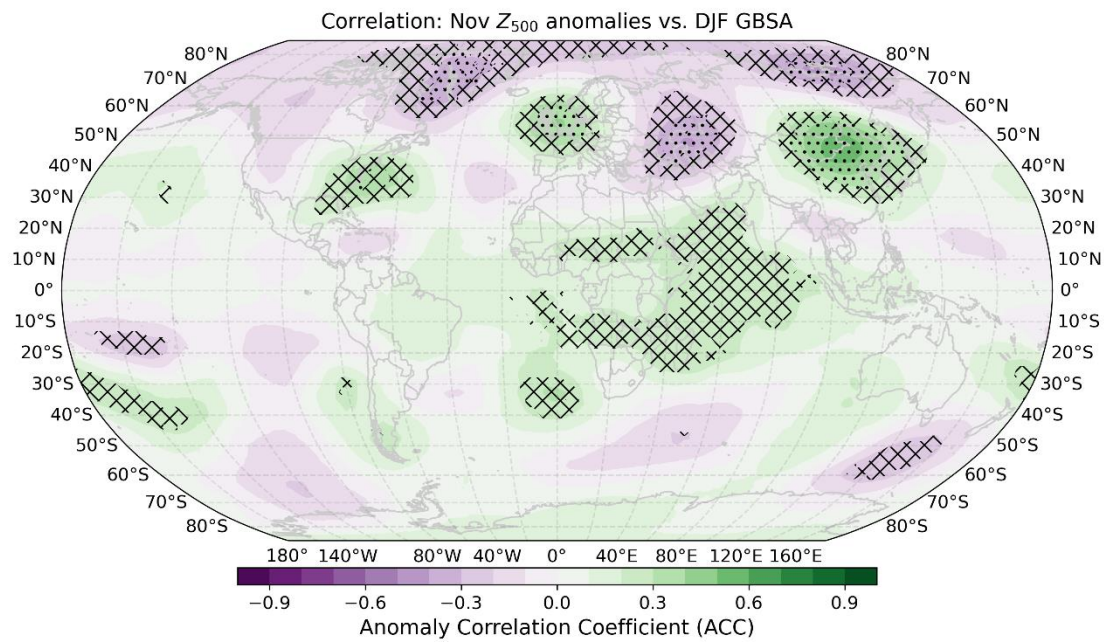 Correlation: Nov Z500 anomalies vs. DJF GBSA
80°N 80°N
70°N 70°N
60°N 60°N
50°N 50°N
40°N 40°N
30°N 30°N
20°N 20°N
10°N 10°N
0° 0°
10°S 10°S
20°S 20°S
30°S 30°S
40°S 40°S
50°S 50°S
60°S 60°S
70°S 70°S
80°S 80°S
180° 140°W 80°W 40°W 0° 40°E 80°E 120°E 160°E
−0.9 −0.6 −0.3 0.0 0.3 0.6 0.9
Anomaly Correlation Coefficient (ACC)